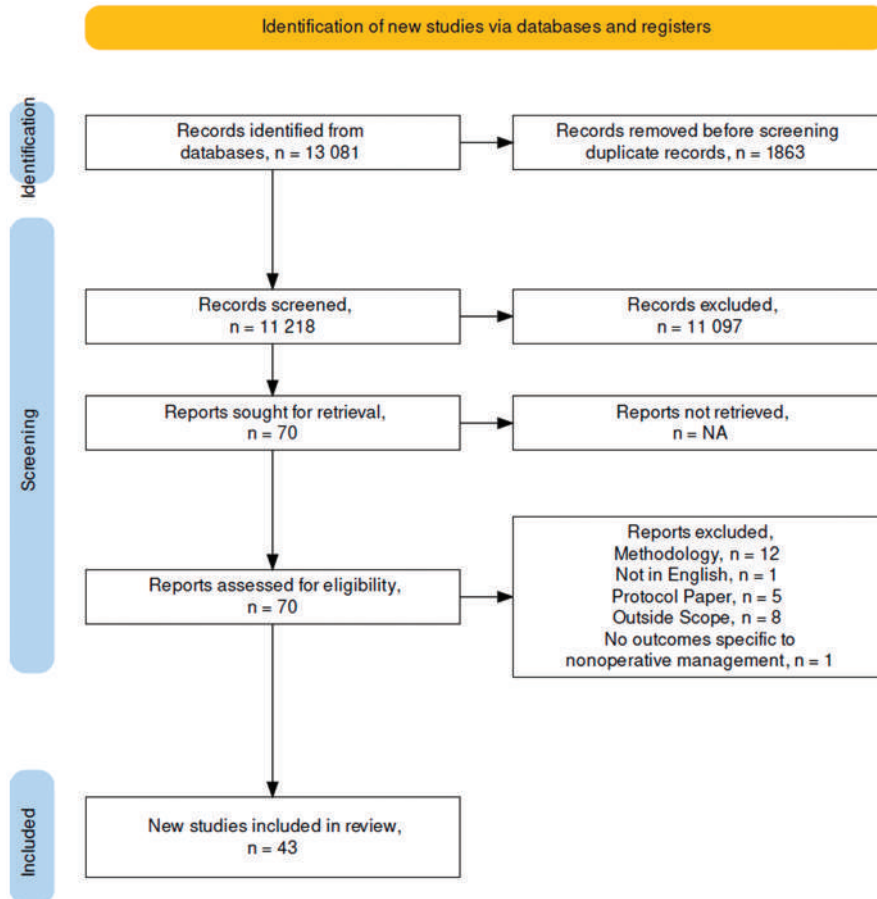 Identification of new studies via databases and registers
Identification
Records identified from
databases, n = 13 081
Records removed before screening
duplicate records, n = 1863
Screening
Records screened,
n = 11 218
Records excluded,
n = 11 097
Reports sought for retrieval,
n = 70
Reports not retrieved,
n = NA
Reports assessed for eligibility,
n = 70
Reports excluded,
Methodology, n = 12
Not in English, n = 1
Protocol Paper, n = 5
Outside Scope, n = 8
No outcomes specific to
nonoperative management, n = 1
Included
New studies included in review,
n = 43